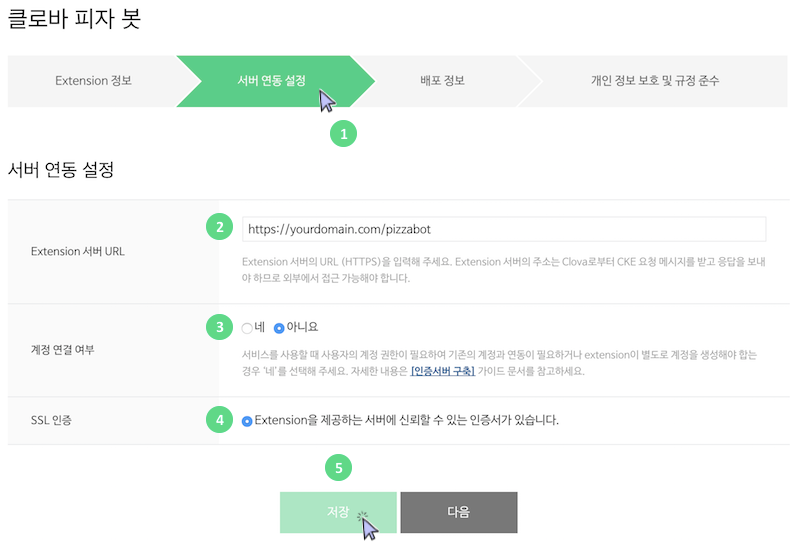 클로바 피자 봇
Extension 정보
서버 연동 설정
배포 정보
개인 정보 보호 및 규정 준수
1
서버 연동 설정
Extension 서버 URL
2
https://yourdomain.com/pizzabot
Extension 서버의 URL (HTTPS)을 입력해 주세요. Extension 서버의 주소는 Clova로부터 CKE 요청 메시지를 받고 응답을 보내
야 하므로 외부에서 접근 가능해야 합니다.
계정 연결 여부
3
네 아니요
서비스를 사용할 때 사용자의 계정 권한이 필요하여 기존의 계정과 연동이 필요하거나 extension이 별도로 계정을 생성해야 합는
경우 '네'를 선택해 주세요. 자세한 내용은 [인증서버 구축] 가이드 문서를 참고하세요.
SSL 인증
4
Extension을 제공하는 서버에 신뢰할 수 있는 인증서가 있습니다.
5
저장
다음